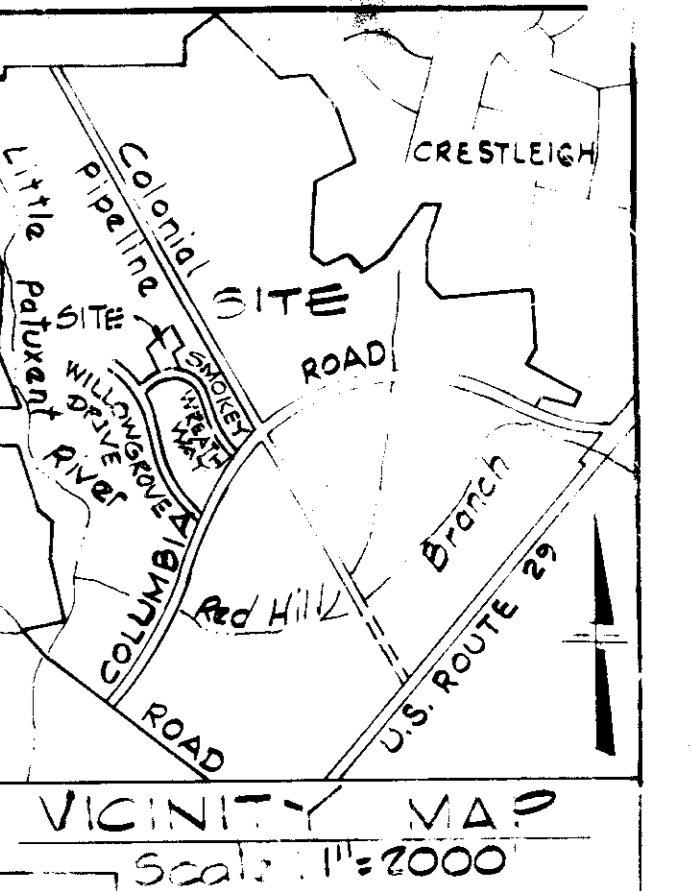 CRESTLEIGH
Colonial
Pipeline
Little Patuxent River
SITE
SITE
ROAD
SMOKEY
WREATH
WAY
WILLOWGROVE
DRIVE
COLUMBIA
Red Hill Branch
U.S. ROUTE 29
ROAD
VICINITY MAP
Scale: 1"=2000'